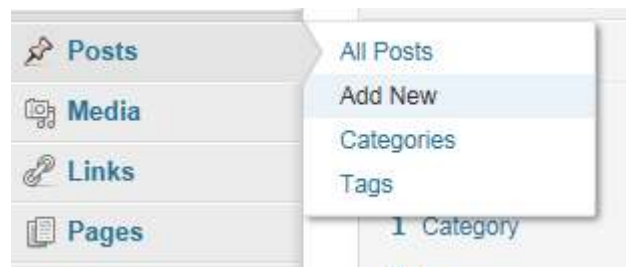 Posts
Media
Links
Pages
All Posts
Add New
Categories
Tags
1 Category